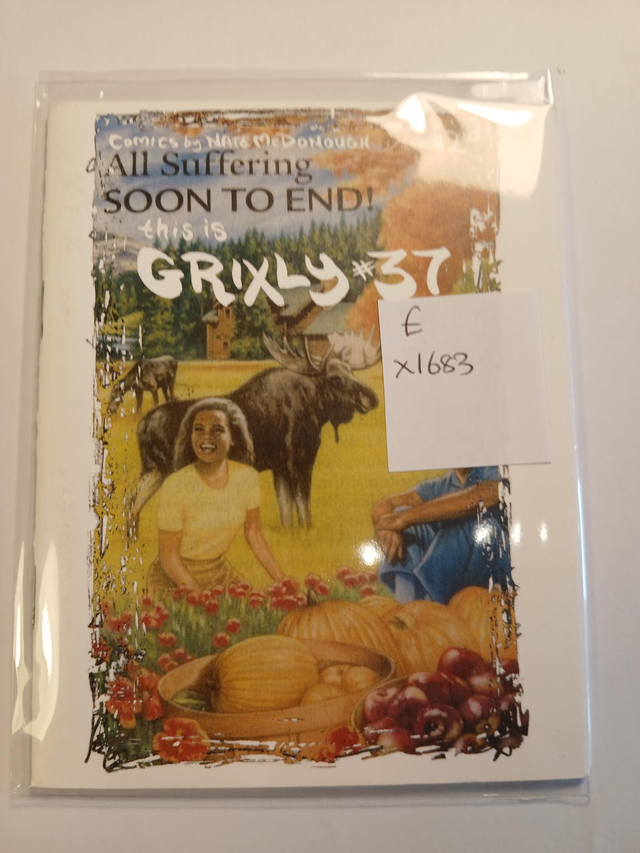 Comics by Nate McDonough
All Suffering
SOON TO END!
this is
GRIXLY #37
E
x1683